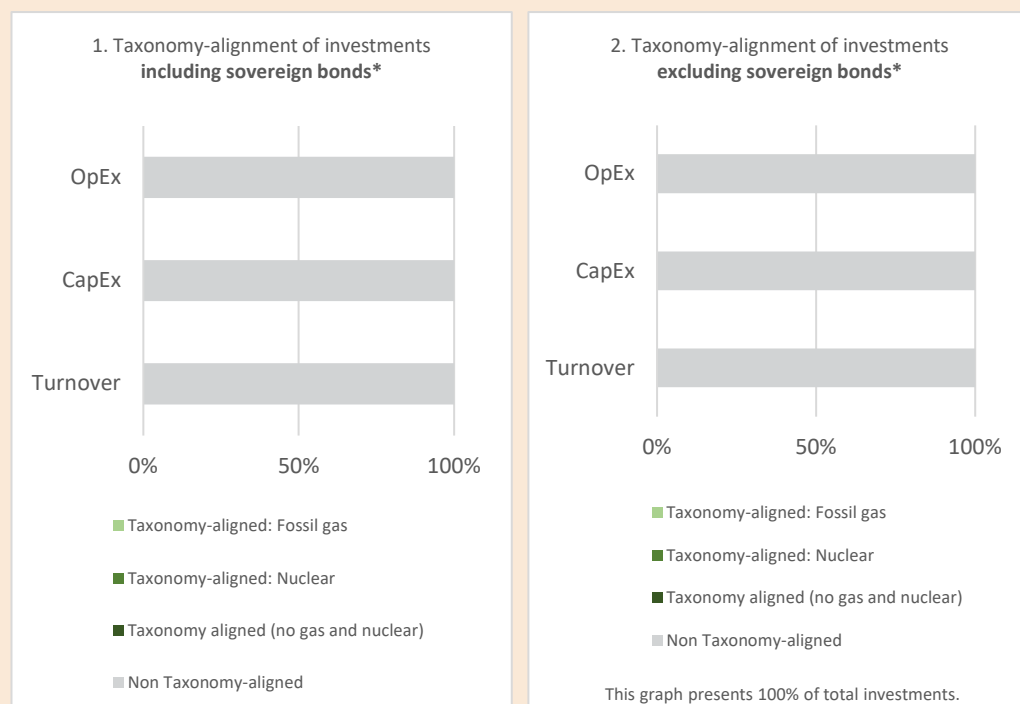 1. Taxonomy-alignment of investments
including sovereign bonds*
OpEx
CapEx
Turnover
0% 50% 100%
Taxonomy-aligned: Fossil gas
Taxonomy-aligned: Nuclear
Taxonomy aligned (no gas and nuclear)
Non Taxonomy-aligned
2. Taxonomy-alignment of investments
excluding sovereign bonds*
OpEx
CapEx
Turnover
0% 50% 100%
Taxonomy-aligned: Fossil gas
Taxonomy-aligned: Nuclear
Taxonomy aligned (no gas and nuclear)
Non Taxonomy-aligned
This graph presents 100% of total investments.